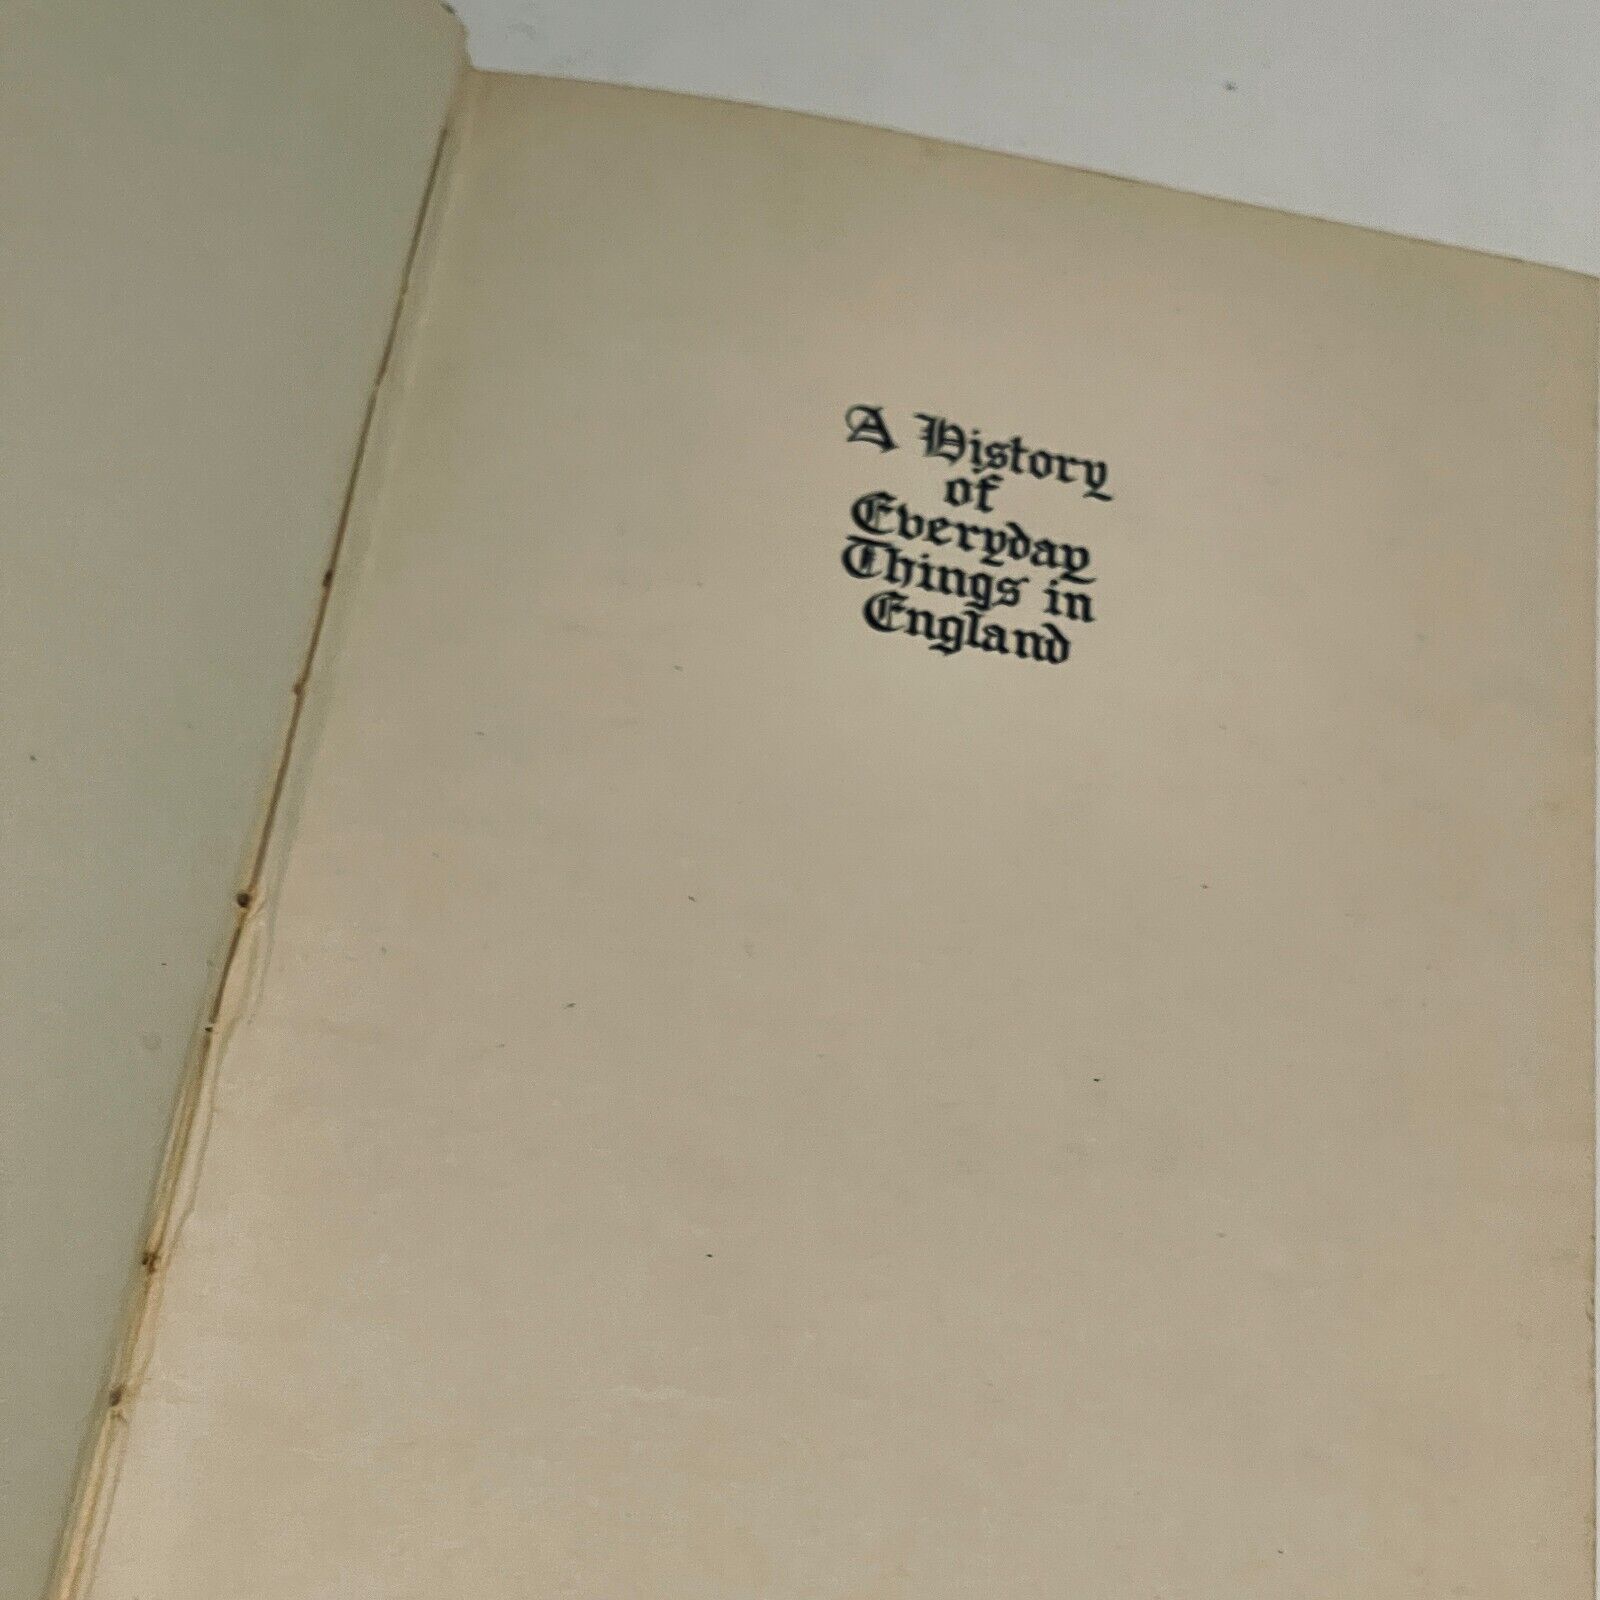 A History
of
Everyday
Things in
England